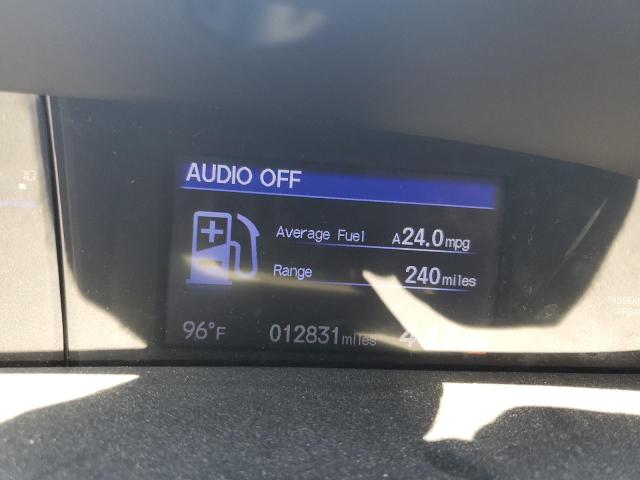 AUDIO OFF
Average Fuel A24.0mpg
Range 240miles
96°F 012831miles